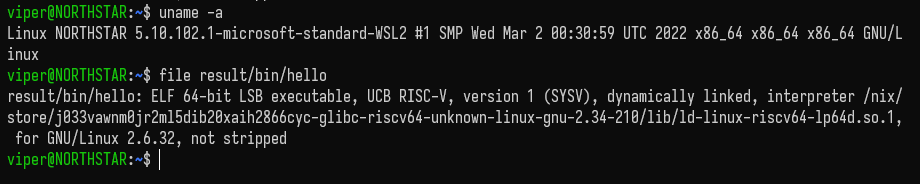 viper@NORTHSTAR:~$ uname -a
Linux NORTHSTAR 5.10.102.1-microsoft-standard-WSL2 #1 SMP Wed Mar 2 00:30:59 UTC 2022 x86_64 x86_64 x86_64 GNU/L
inux
viper@NORTHSTAR:~$ file result/bin/hello
result/bin/hello: ELF 64-bit LSB executable, UCB RISC-V, version 1 (SYSV), dynamically linked, interpreter /nix/
store/j033vawnm0jr2ml5dib20xaih2866cyc-glibc-riscv64-unknown-linux-gnu-2.34-210/lib/ld-linux-riscv64-lp64d.so.1,
 for GNU/Linux 2.6.32, not stripped
viper@NORTHSTAR:~$